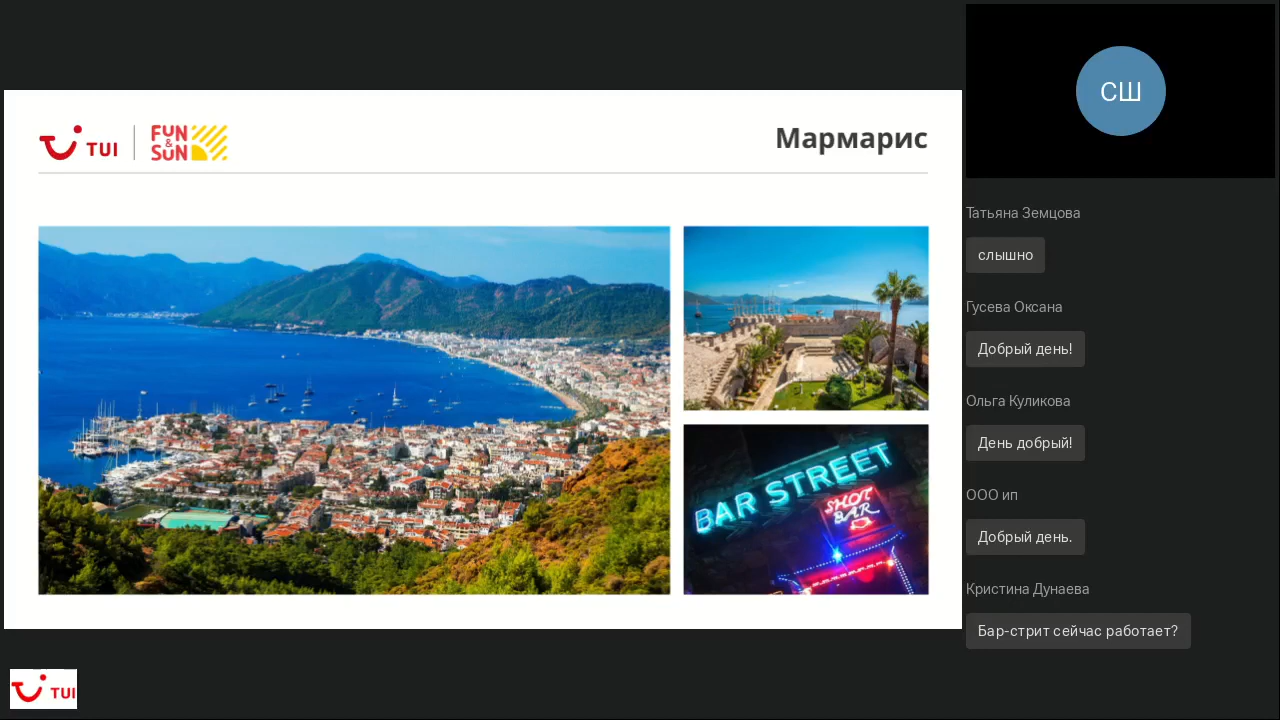 TUI
FUN
&
SUN
Мармарис
BAR STREET
SHOT
BAR
TUI
СШ
Татьяна Земцова
слышно
Гусева Оксана
Добрый день!
Ольга Куликова
День добрый!
ООО ип
Добрый день.
Кристина Дунаева
Бар-стрит сейчас работает?